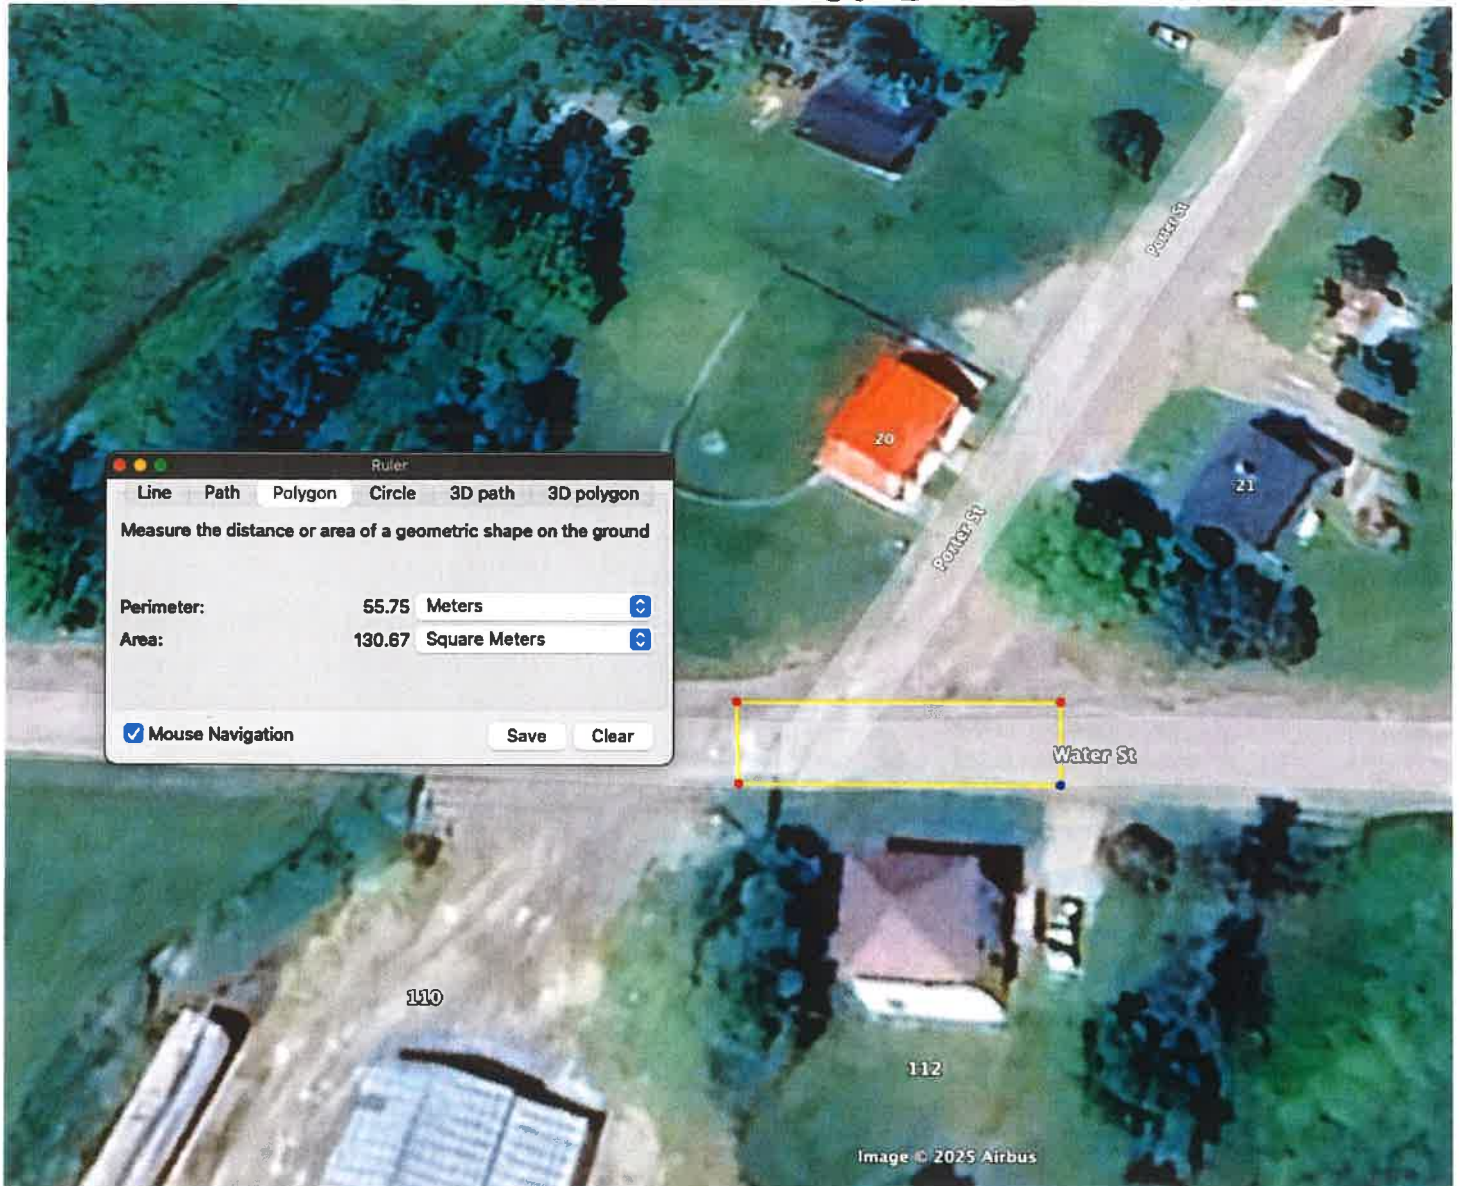 Porter St
20
21
Ruler
Line Path Polygon Circle 3D path 3D polygon
Measure the distance or area of a geometric shape on the ground
Perimeter: 55.75 Meters
Area: 130.67 Square Meters
Porter St
Mouse Navigation Save Clear
Water St
110
112
Image © 2025 Airbus